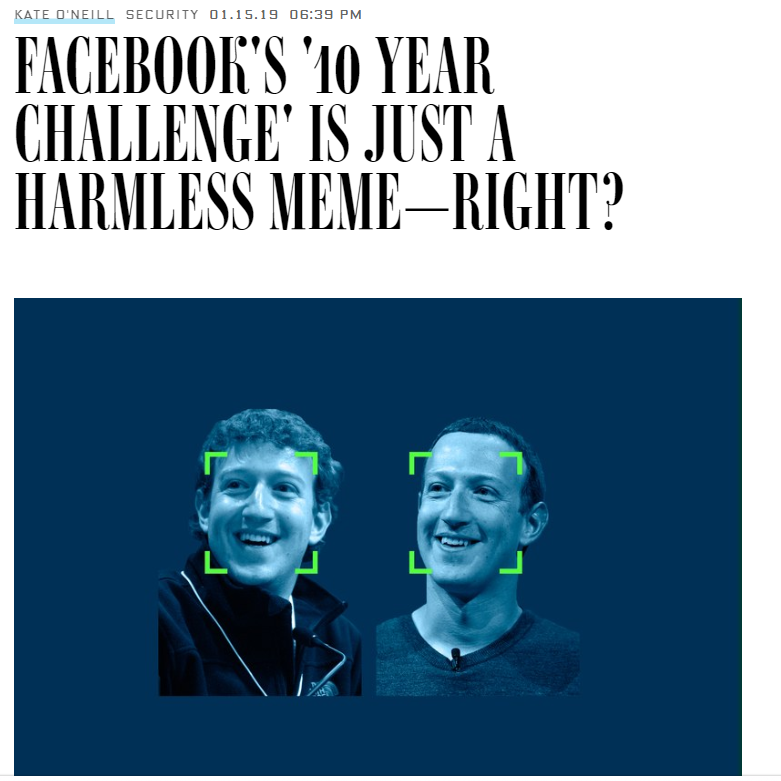 KATE O'NEILL SECURITY 01.15.19 06:39 PM
FACEBOOK'S '10 YEAR
CHALLENGE' IS JUST A
HARMLESS MEME—RIGHT?